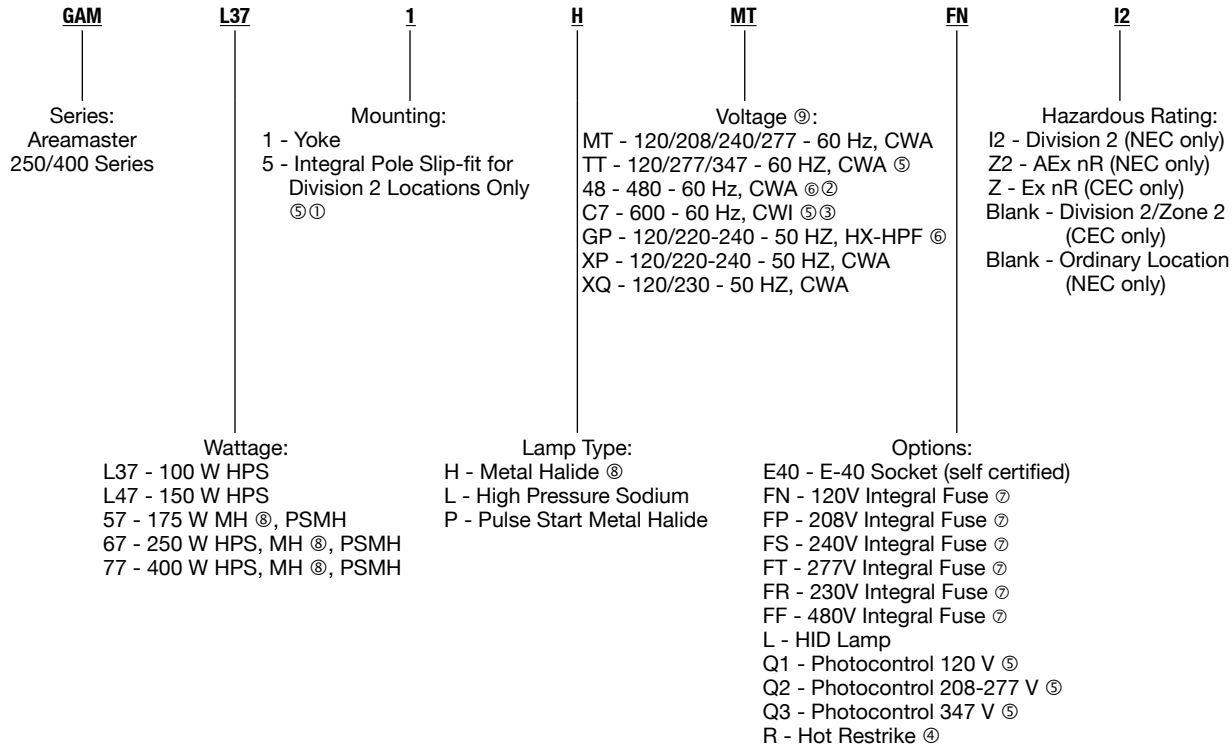 GAM L37 1 H MT FN I2
Series:
Areamaster
250/400 Series
Mounting:
1 - Yoke
5 - Integral Pole Slip-fit for
Division 2 Locations Only
⑤①
Voltage ⑨:
MT - 120/208/240/277 - 60 Hz, CWA
TT - 120/277/347 - 60 HZ, CWA ⑤
48 - 480 - 60 Hz, CWA ⑥②
C7 - 600 - 60 Hz, CWI ⑤③
GP - 120/220-240 - 50 HZ, HX-HPF ⑥
XP - 120/220-240 - 50 HZ, CWA
XQ - 120/230 - 50 HZ, CWA
Hazardous Rating:
I2 - Division 2 (NEC only)
Z2 - AEx nR (NEC only)
Z - Ex nR (CEC only)
Blank - Division 2/Zone 2
(CEC only)
Blank - Ordinary Location
(NEC only)
Wattage:
L37 - 100 W HPS
L47 - 150 W HPS
57 - 175 W MH ⑧, PSMH
67 - 250 W HPS, MH ⑧, PSMH
77 - 400 W HPS, MH ⑧, PSMH
Lamp Type:
H - Metal Halide ⑧
L - High Pressure Sodium
P - Pulse Start Metal Halide
Options:
E40 - E-40 Socket (self certified)
FN - 120V Integral Fuse ⑦
FP - 208V Integral Fuse ⑦
FS - 240V Integral Fuse ⑦
FT - 277V Integral Fuse ⑦
FR - 230V Integral Fuse ⑦
FF - 480V Integral Fuse ⑦
L - HID Lamp
Q1 - Photocontrol 120 V ⑤
Q2 - Photocontrol 208-277 V ⑤
Q3 - Photocontrol 347 V ⑤
R - Hot Restrike ④